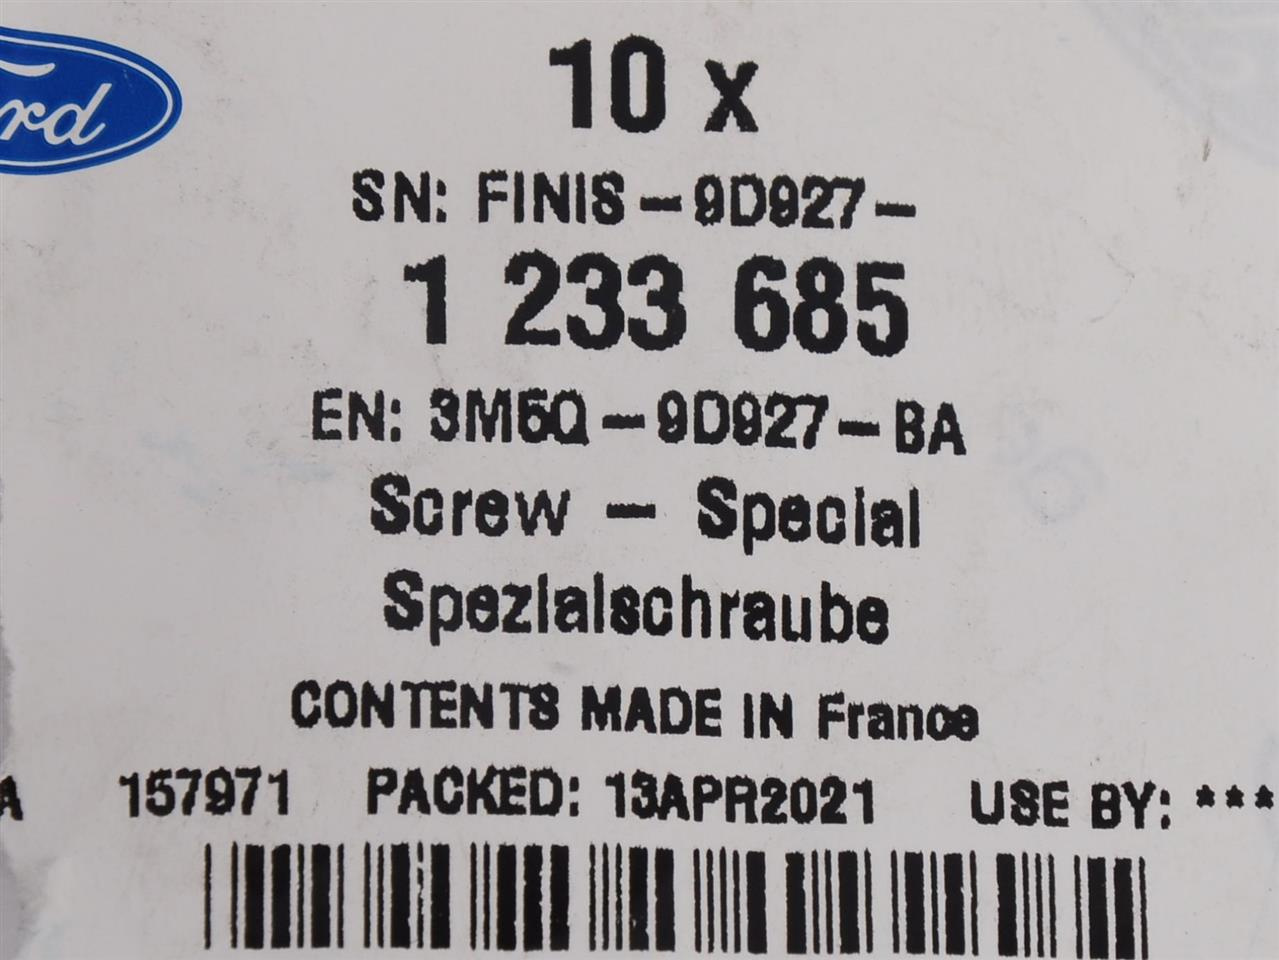 Ford
10 x
SN: FINIS-9D927-
1 233 685
EN: 3M5Q-9D927-BA
Screw - Special
Spezialschraube
CONTENTS MADE IN France
A 157971 PACKED: 13APR2021 USE BY: ***